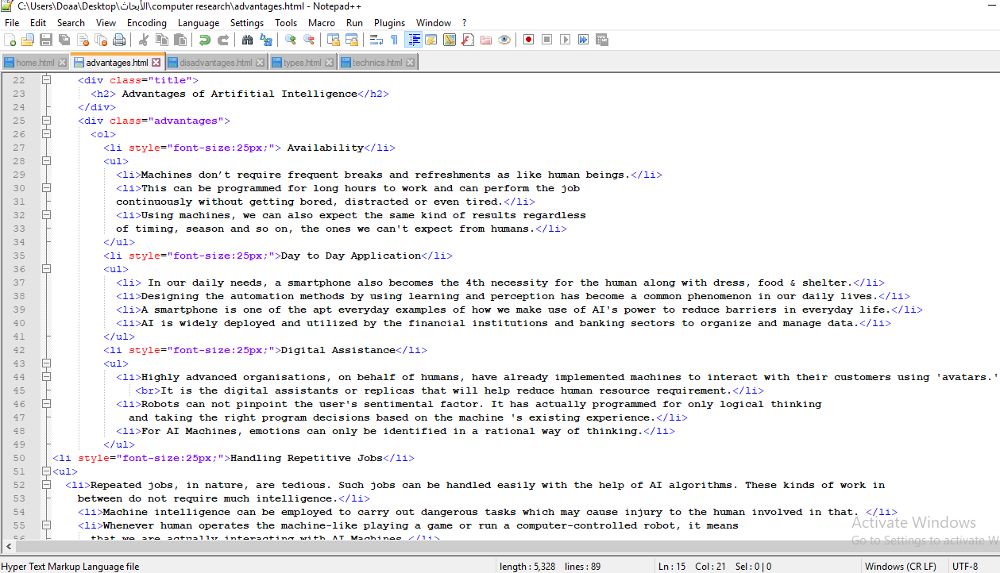 C:\Users\Doaa\Desktop\الأبحاث\computer research\advantages.html - Notepad++
File Edit Search View Encoding Language Settings Tools Macro Run Plugins Window ?
home.html advantages.html disadvantages.html types.html technics.html
22 <div class="title">
23 <h2> Advantages of Artifitial Intelligence</h2>
24 </div>
25 <div class="advantages">
26 <ol>
27 <li style="font-size:25px;"> Availability</li>
28 <ul>
29 <li>Machines don’t require frequent breaks and refreshments as like human beings.</li>
30 <li>This can be programmed for long hours to work and can perform the job
31 continuously without getting bored, distracted or even tired.</li>
32 <li>Using machines, we can also expect the same kind of results regardless
33 of timing, season and so on, the ones we can't expect from humans.</li>
34 </ul>
35 <li style="font-size:25px;">Day to Day Application</li>
36 <ul>
37 <li> In our daily needs, a smartphone also becomes the 4th necessity for the human along with dress, food & shelter.</li>
38 <li>Designing the automation methods by using learning and perception has become a common phenomenon in our daily lives.</li>
39 <li>A smartphone is one of the apt everyday examples of how we make use of AI's power to reduce barriers in everyday life.</li>
40 <li>AI is widely deployed and utilized by the financial institutions and banking sectors to organize and manage data.</li>
41 </ul>
42 <li style="font-size:25px;">Digital Assistance</li>
43 <ul>
44 <li>Highly advanced organisations, on behalf of humans, have already implemented machines to interact with their customers using 'avatars.'
45 <br>It is the digital assistants or replicas that will help reduce human resource requirement.</li>
46 <li>Robots can not pinpoint the user's sentimental factor. It has actually programmed for only logical thinking
47 and taking the right program decisions based on the machine 's existing experience.</li>
48 <li>For AI Machines, emotions can only be identified in a rational way of thinking.</li>
49 </ul>
50 <li style="font-size:25px;">Handling Repetitive Jobs</li>
51 <ul>
52 <li>Repeated jobs, in nature, are tedious. Such jobs can be handled easily with the help of AI algorithms. These kinds of work in
53 between do not require much intelligence.</li>
54 <li>Machine intelligence can be employed to carry out dangerous tasks which may cause injury to the human involved in that. </li>
55 <li>Whenever human operates the machine-like playing a game or run a computer-controlled robot, it means
56 that we are actually interacting with AI Machines.</li>
Activate Windows
Go to Settings to activate W
Hyper Text Markup Language file length : 5,328 lines : 89 Ln : 15 Col : 21 Sel : 0 | 0 Windows (CR LF) UTF-8